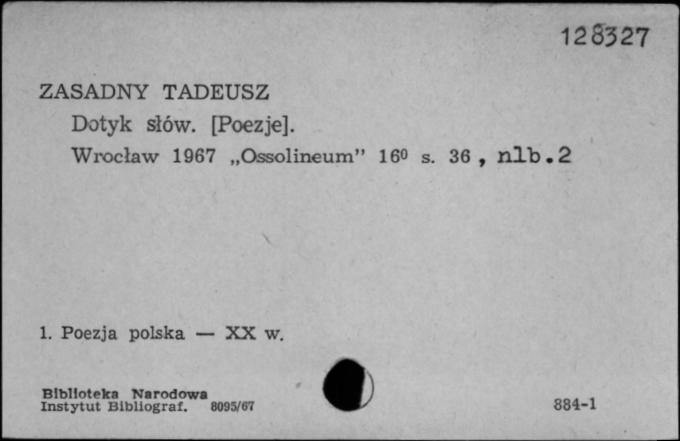 128327
ZASADNY TADEUSZ
Dotyk słów. [Poezje].
Wrocław 1967 „Ossolineum” 16⁰ s. 36 , nlb.2
1. Poezja polska — XX w.
Biblioteka Narodowa
Instytut Bibliograf. 8095/67
884-1